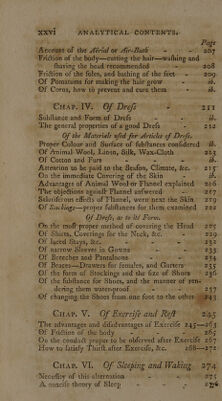 xxvi ANALYTICAL CONTENTS.
Page
Account of the Aërial or Air-Bath - - 207
Friction of the body—cutting the hair—washing and
shaving the head recommended - - 208
Friction of the soles, and bathing of the feet - 209
Of Pomatums for making the hair grow - ib.
Of Corns, how to prevent and cure them - ib.
CHAP. IV. Of Dress - 211
Substance and Form of Dress - - ib.
The general properties of a good Dress - 212
Of the Materials used for Articles of Dress.
Proper Colour and Surface of substances considered ib.
Of Animal Wool, Linen, Silk, Wax-Cloth 213
Of Cotton and Furs - - ib.
Attention to be paid to the Season, Climate, &c. 215
On the immediate Covering of the Skin - ib.
Advantages of Animal Wool or Flannel explained 216
The objections against Flannel answered - 217
Salutiferous effects of Flannel, worn next the Skin 219
Of Stockings—proper substances for them examined 222
Of Dress, as to its Form.
On the most proper method of covering the Head 225
Of Shirts, Coverings for the Neck, &c. - 229
Of laced Stays, &c. - - 232
Of narrow Sleeves in Gowns - - 233
Of Breeches and Pantaloons - - 234
Of Braces—Drawers for females, and Garters 235
Of the form of Stockings and the size of Shoes 236
Of the substance for Shoes, and the manner of ren-
dering them water-proof - - 237
Of changing the Shoes from one foot to the other 243
CHAP. V. Of Exercise and Rest 245
The advantages and disadvantages of Exercise 245—263
Of Friction of the body - - 267
On the conduct proper to be observed after Exercise 267
How to satisfy Thirst after Exercise, &c. 268—272
CHAP. VI. Of Sleeping and Waking 274
Necessity of this alternation - - 274
A concise theory of Sleep